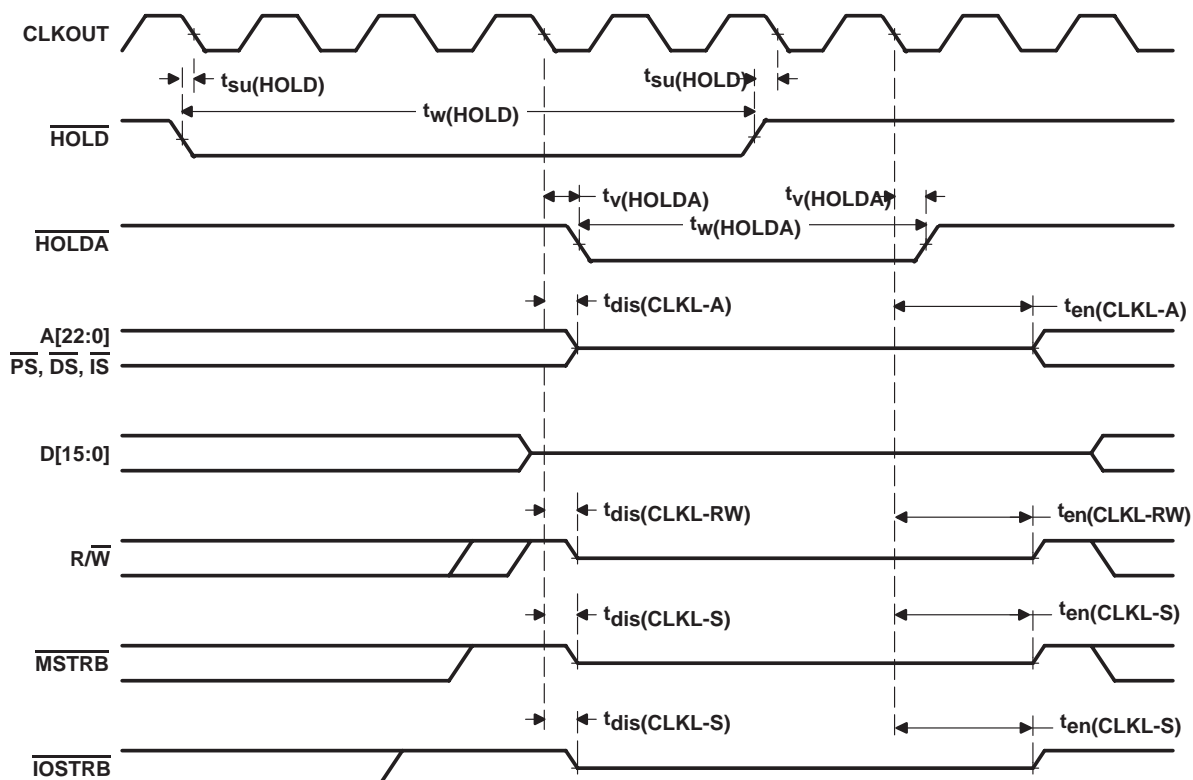 CLKOUT
tsu(HOLD)
tsu(HOLD)
tw(HOLD)
HOLD
tv(HOLDA)
tv(HOLDA)
tw(HOLDA)
HOLDA
tdis(CLKL-A)
ten(CLKL-A)
A[22:0]
PS, DS, IS
D[15:0]
tdis(CLKL-RW)
ten(CLKL-RW)
R/W
tdis(CLKL-S)
ten(CLKL-S)
MSTRB
tdis(CLKL-S)
ten(CLKL-S)
IOSTRB